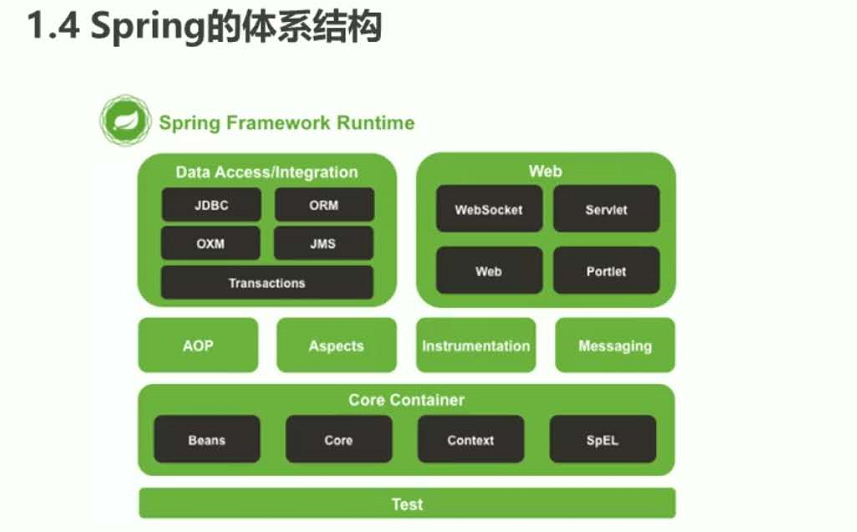 1.4 Spring的体系结构
Spring Framework Runtime
Data Access/Integration
JDBC
ORM
OXM
JMS
Transactions
Web
WebSocket
Servlet
Web
Portlet
AOP
Aspects
Instrumentation
Messaging
Core Container
Beans
Core
Context
SpEL
Test